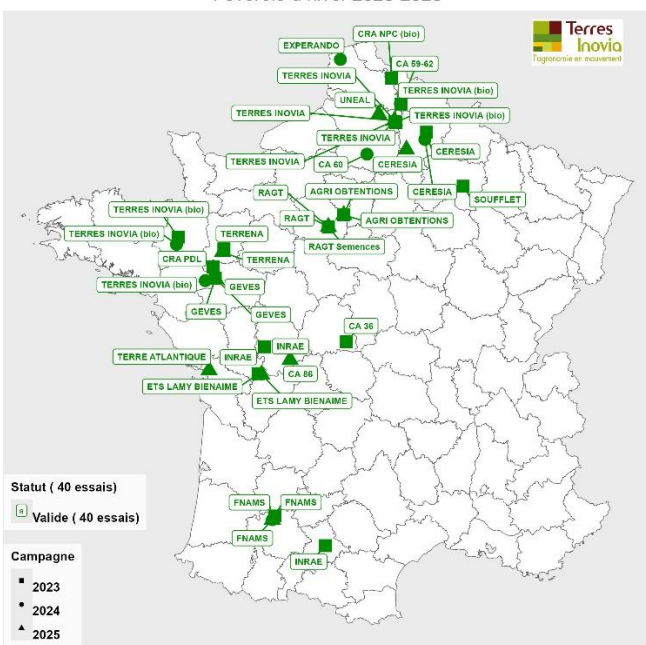 CRA NPC (bio)
EXPERANDO
Terres
Inovia
l'agronomie en mouvement
CA 59-62
TERRES INOVIA
TERRES INOVIA (bio)
UNEAL
TERRES INOVIA
TERRES INOVIA (bio)
TERRES INOVIA
CERESIA
TERRES INOVIA
CA 60
CERESIA
CERESIA
SOUFFLET
RAGT
AGRI OBTENTIONS
TERRES INOVIA (bio)
RAGT
AGRI OBTENTIONS
TERRES INOVIA (bio)
TERRENA
RAGT Semences
CRA PDL
TERRENA
TERRES INOVIA (bio)
GEVES
GEVES
GEVES
CA 36
TERRE ATLANTIQUE
INRAE
INRAE
CA 86
ETS LAMY BIENAIME
ETS LAMY BIENAIME
Statut ( 40 essais)
a Valide ( 40 essais)
FNAMS
FNAMS
FNAMS
INRAE
Campagne
2023
2024
2025